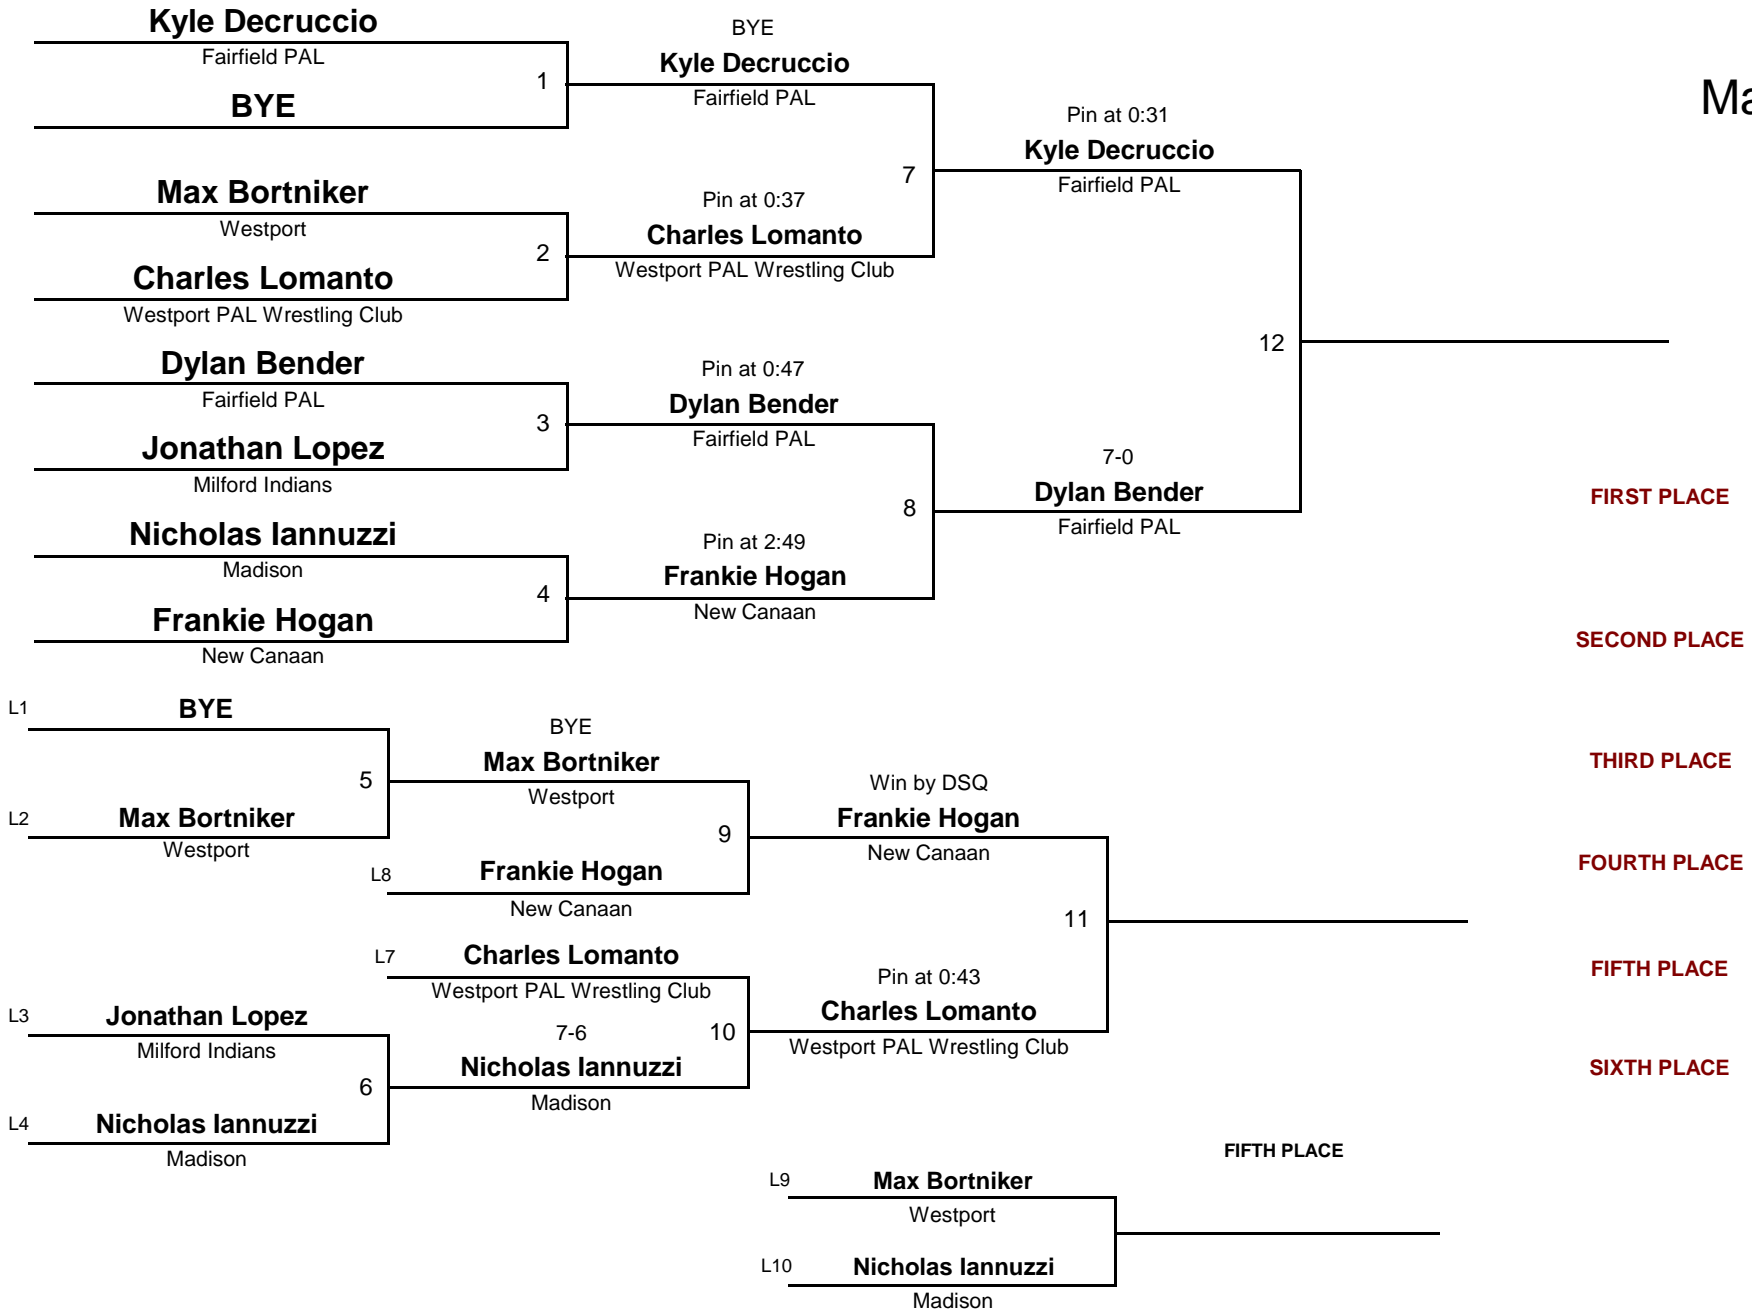 Kyle Decruccio
Fairfield PAL
1
BYE
BYE
Kyle Decruccio
Fairfield PAL
Ma
Max Bortniker
Westport
2
Charles Lomanto
Westport PAL Wrestling Club
Pin at 0:37
Charles Lomanto
Westport PAL Wrestling Club
7
Pin at 0:31
Kyle Decruccio
Fairfield PAL
Dylan Bender
Fairfield PAL
3
Jonathan Lopez
Milford Indians
Pin at 0:47
Dylan Bender
Fairfield PAL
12
Nicholas Iannuzzi
Madison
4
Frankie Hogan
New Canaan
Pin at 2:49
Frankie Hogan
New Canaan
8
7-0
Dylan Bender
Fairfield PAL
FIRST PLACE
SECOND PLACE
THIRD PLACE
FOURTH PLACE
FIFTH PLACE
SIXTH PLACE
L1
BYE
5
L2
Max Bortniker
Westport
BYE
Max Bortniker
Westport
9
L8
Frankie Hogan
New Canaan
Win by DSQ
Frankie Hogan
New Canaan
11
L7
Charles Lomanto
Westport PAL Wrestling Club
L3
Jonathan Lopez
Milford Indians
6
L4
Nicholas Iannuzzi
Madison
7-6
10
Nicholas Iannuzzi
Madison
Pin at 0:43
Charles Lomanto
Westport PAL Wrestling Club
FIFTH PLACE
L9
Max Bortniker
Westport
L10
Nicholas Iannuzzi
Madison